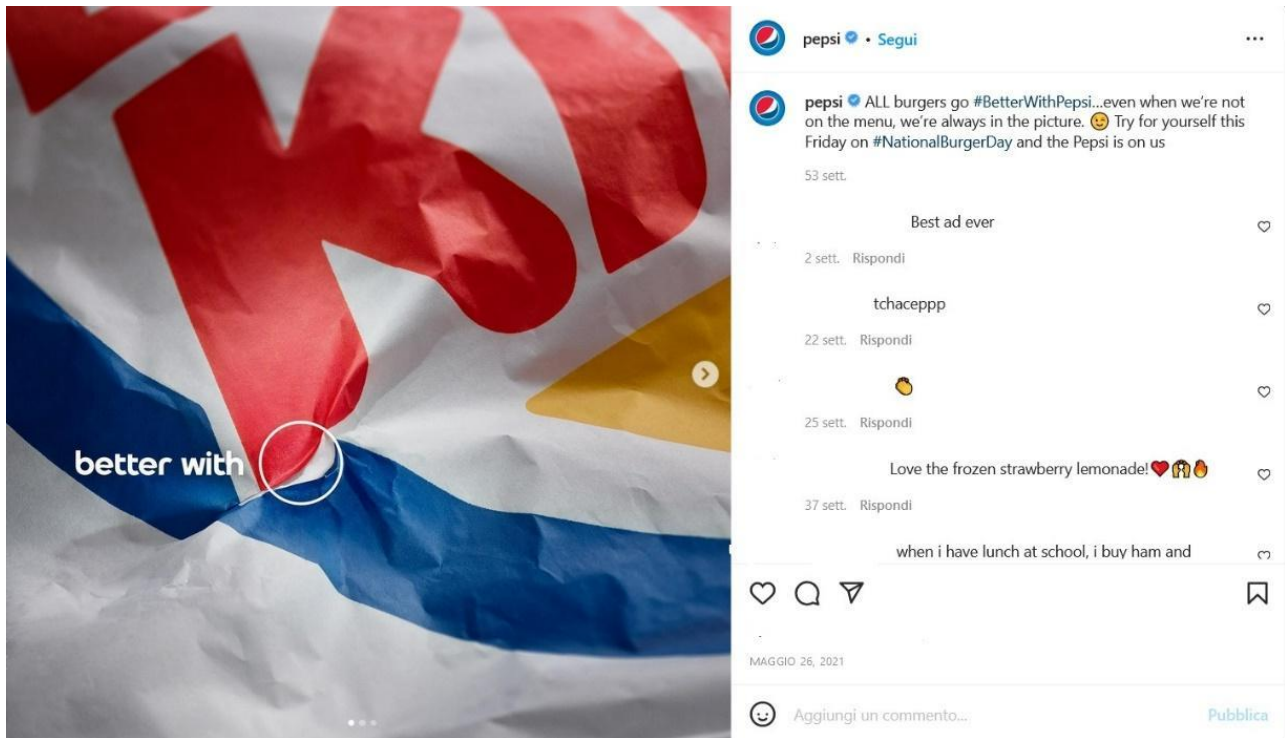 better with
pepsi • Segui
pepsi ALL burgers go #BetterWithPepsi...even when we're not
on the menu, we're always in the picture. 😉 Try for yourself this
Friday on #NationalBurgerDay and the Pepsi is on us
53 sett.
Best ad ever
2 sett. Rispondi
tchaceppp
22 sett. Rispondi
👏
25 sett. Rispondi
Love the frozen strawberry lemonade!❤️🙌🔥
37 sett. Rispondi
when i have lunch at school, i buy ham and
MAGGIO 26, 2021
Aggiungi un commento...
Pubblica